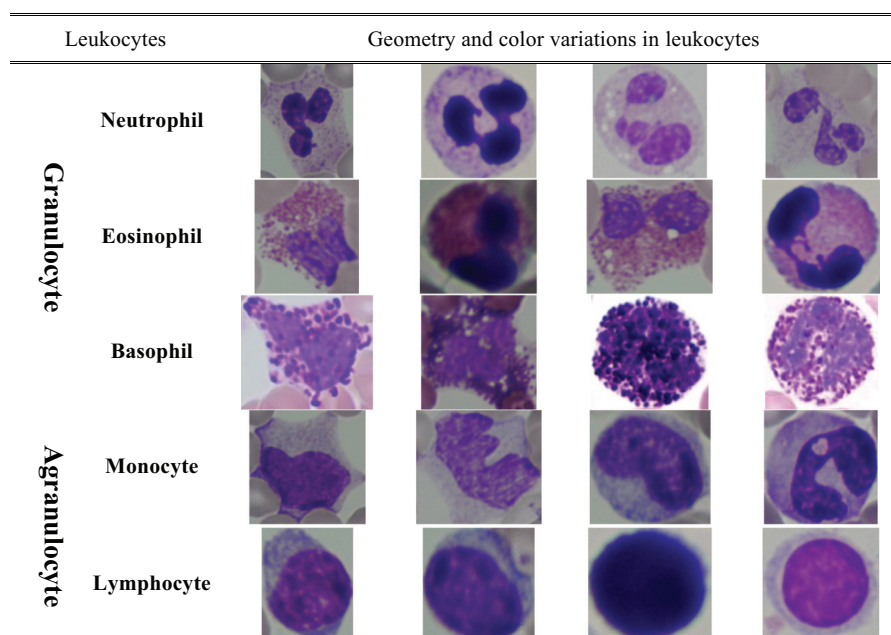 Leukocytes Geometry and color variations in leukocytes
Granulocyte
Neutrophil
Eosinophil
Basophil
Agranulocyte
Monocyte
Lymphocyte